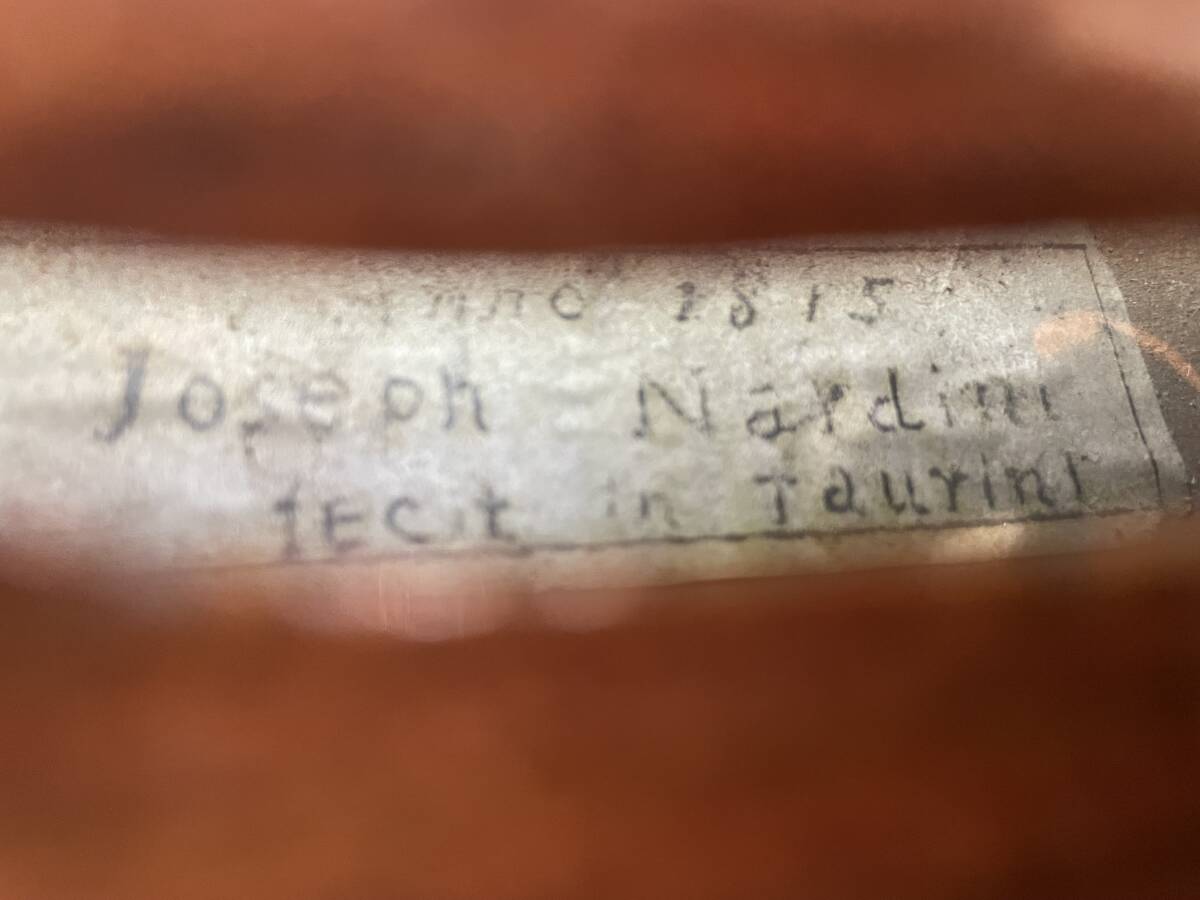 Anno 1815
Joseph Nardini
fecit in Taurini